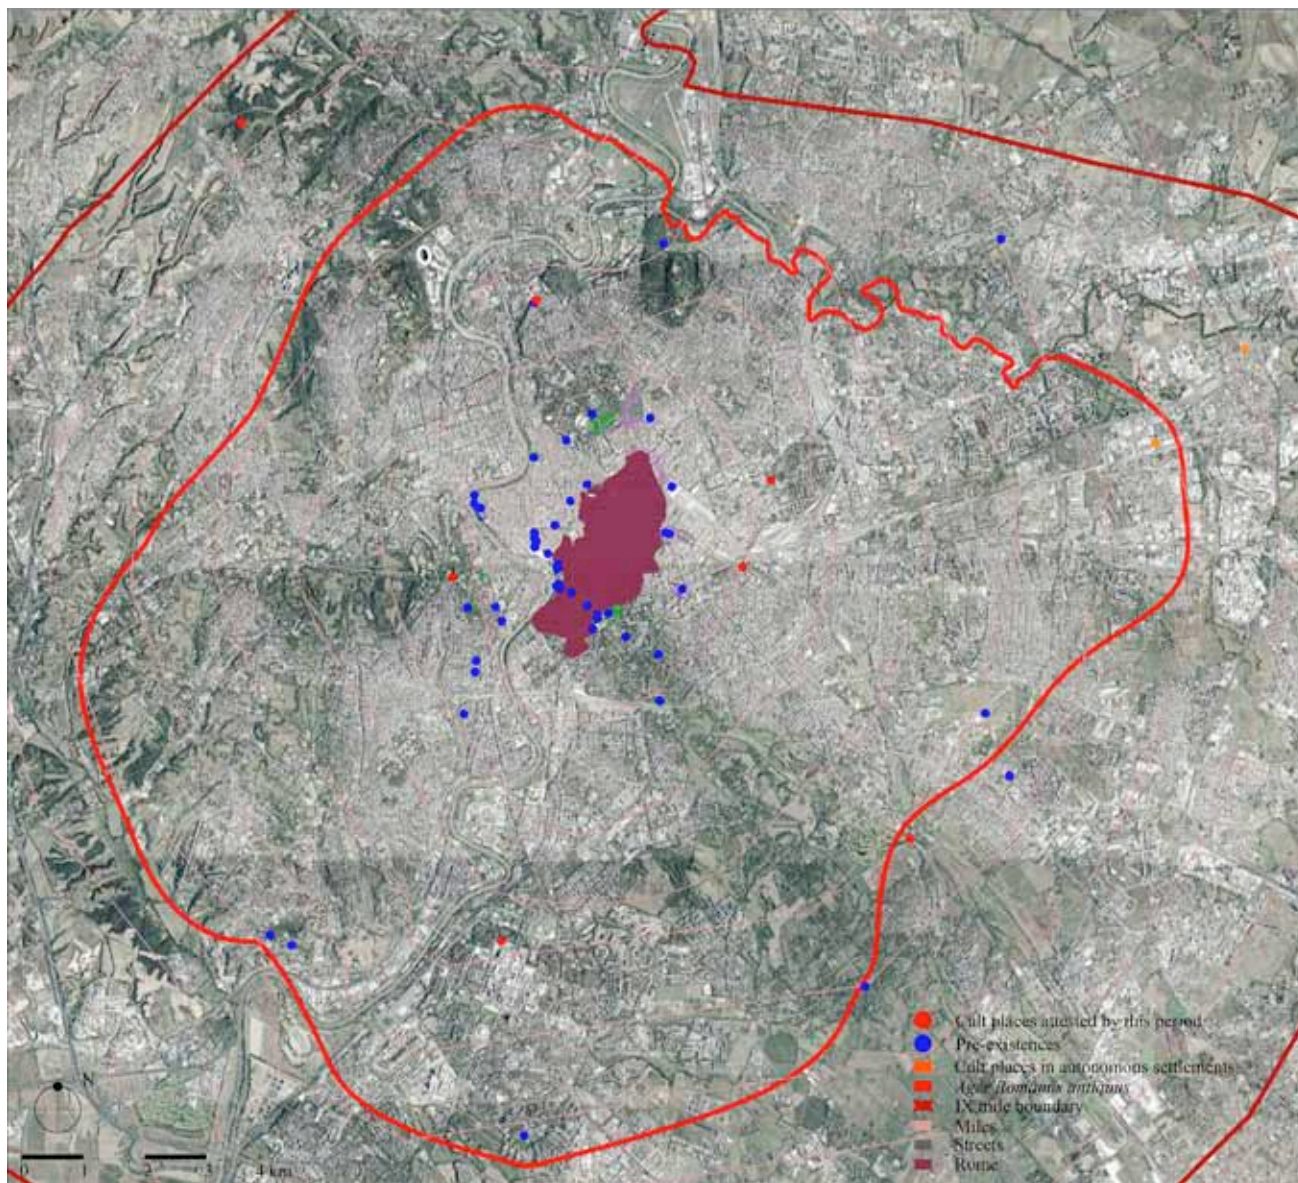 Cult places attested by this period
Pre-existences
Cult places in autonomous settlements
Ager Romanus antiquus
IX mile boundary
Miles
Streets
Rome
N
0 1 2 3 4 km